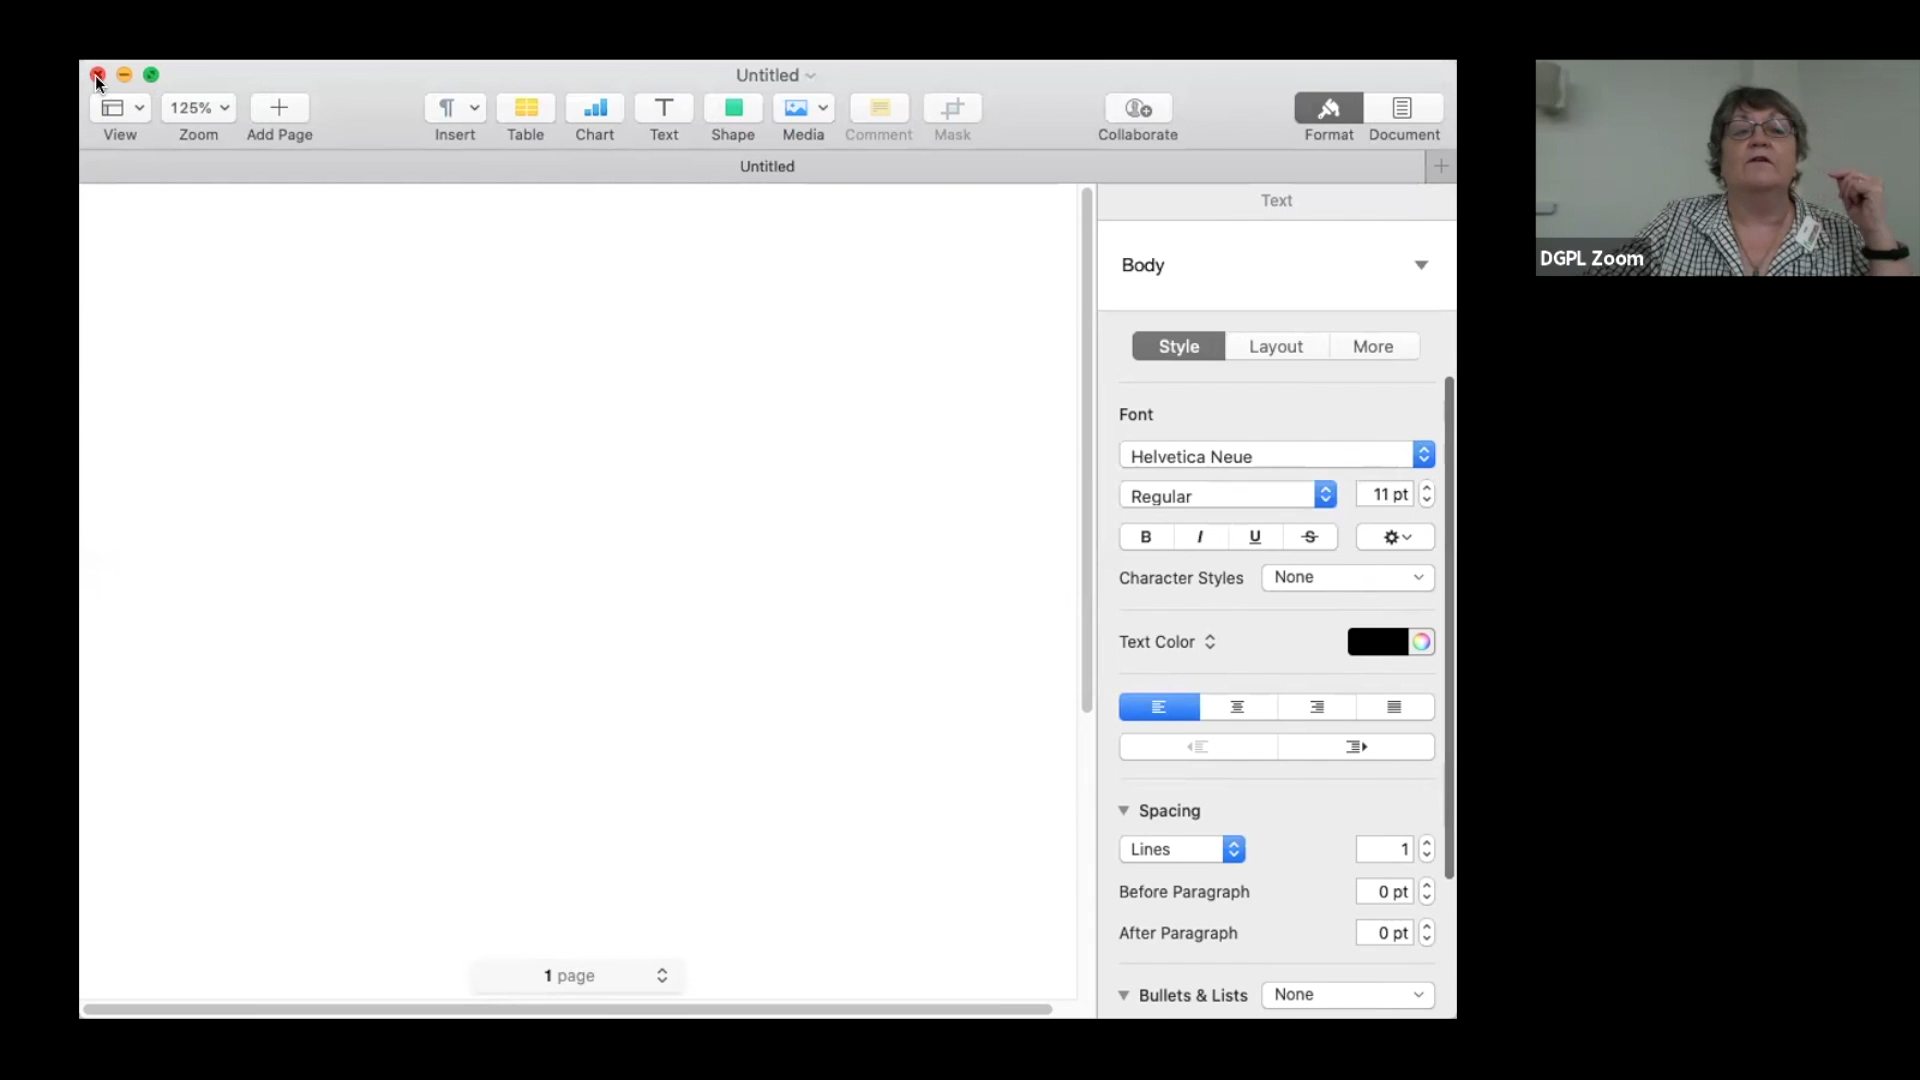 Untitled
125%
View
Zoom
Add Page
Insert
Table
Chart
Text
Shape
Media
Comment
Mask
Collaborate
Format
Document
Untitled
Text
Body
Style
Layout
More
Font
Helvetica Neue
Regular
11 pt
B
I
U
S
Character Styles
None
Text Color
Spacing
Lines
1
Before Paragraph
0 pt
After Paragraph
0 pt
Bullets & Lists
None
1 page
DGPL Zoom